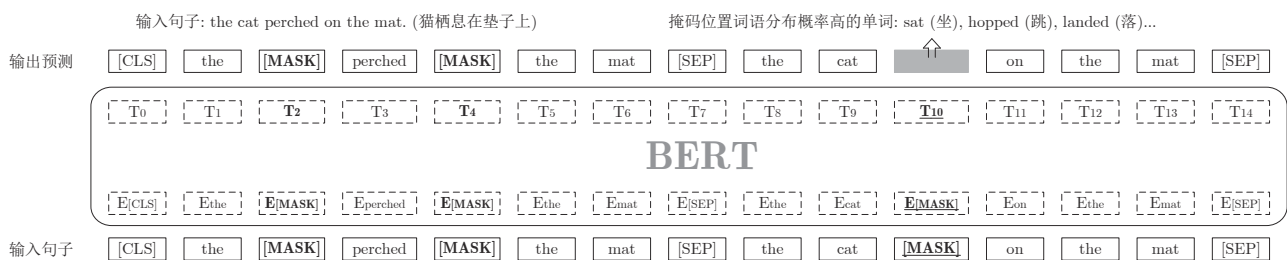 输入句子: the cat perched on the mat. (猫栖息在垫子上) 掩码位置词语分布概率高的单词: sat (坐), hopped (跳), landed (落)...
输出预测 [CLS] the [MASK] perched [MASK] the mat [SEP] the cat on the mat [SEP]
T0 T1 T2 T3 T4 T5 T6 T7 T8 T9 T10 T11 T12 T13 T14
BERT
E[CLS] Ethe E[MASK] Eperched E[MASK] Ethe Emat E[SEP] Ethe Ecat E[MASK] Eon Ethe Emat E[SEP]
输入句子 [CLS] the [MASK] perched [MASK] the mat [SEP] the cat [MASK] on the mat [SEP]